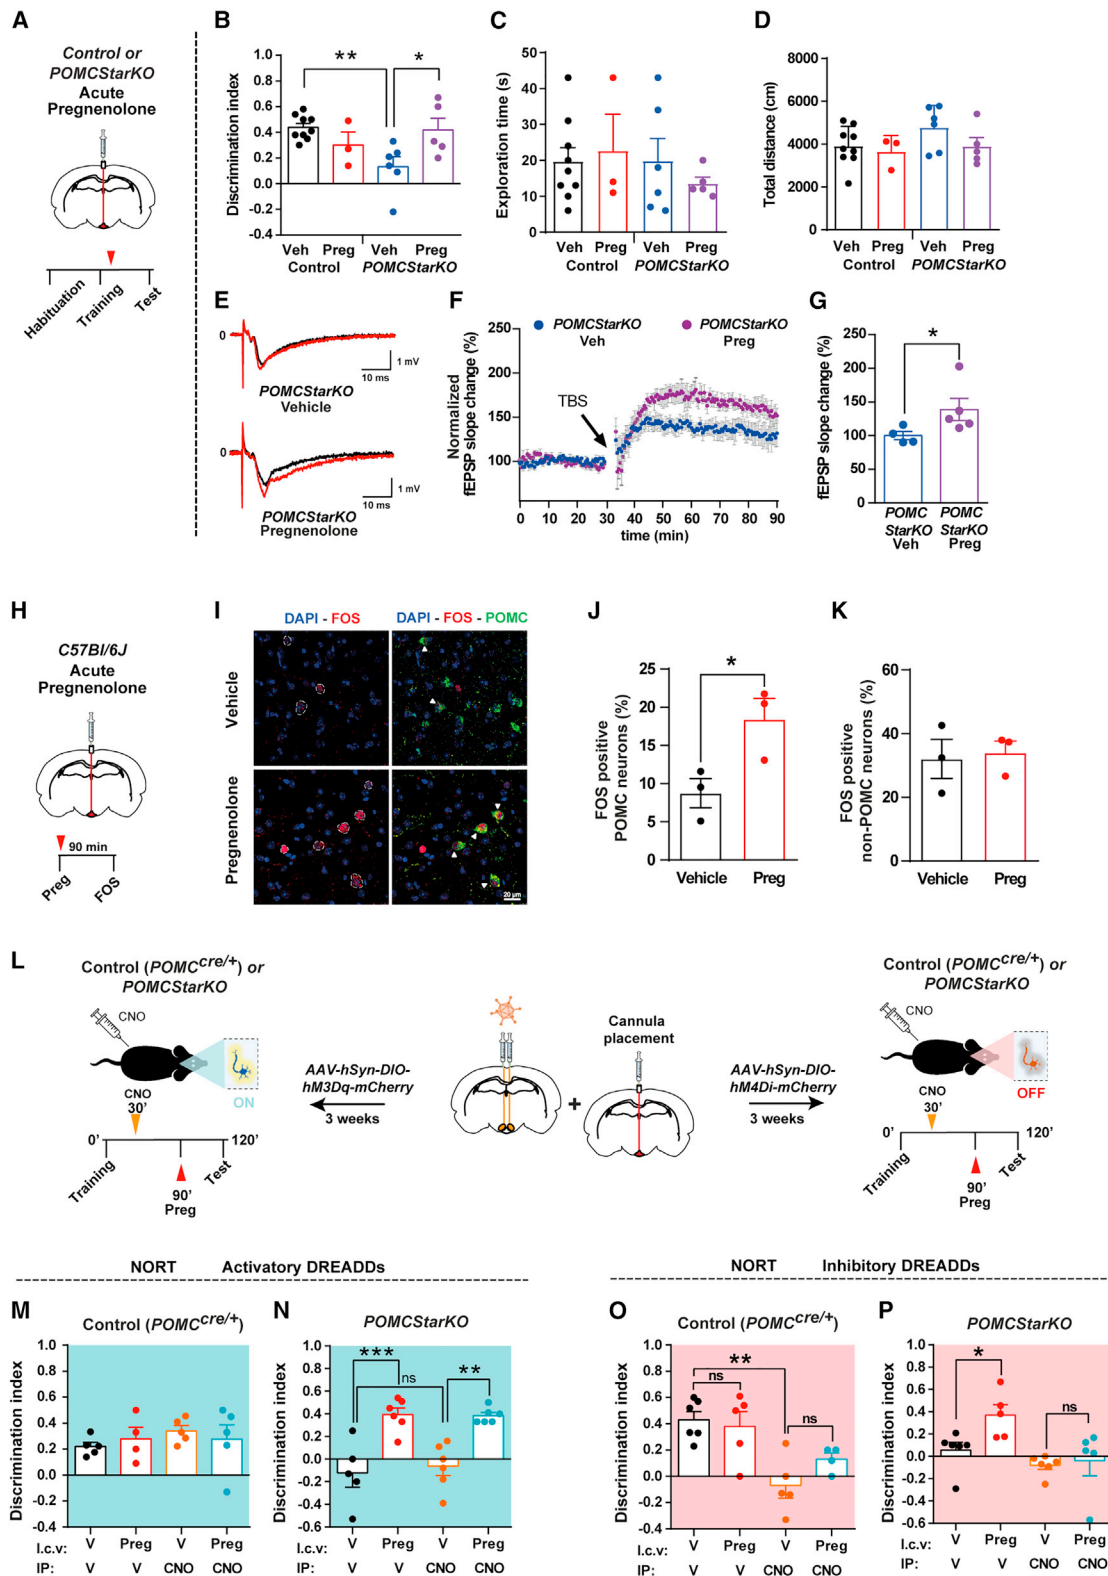 A
Control or
POMCStarKO
Acute
Pregnenolone
Habituation
Training
Test
B
Discrimination index
1.0
0.8
0.6
0.4
0.2
0.0
-0.2
-0.4
**
*
Veh Preg Veh Preg
Control POMCStarKO
C
Exploration time (s)
50
40
30
20
10
0
Veh Preg Veh Preg
Control POMCStarKO
D
Total distance (cm)
8000
6000
4000
2000
0
Veh Preg Veh Preg
Control POMCStarKO
E
0
1 mV
10 ms
POMCStarKO
Vehicle
0
1 mV
10 ms
POMCStarKO
Pregnenolone
F
POMCStarKO
Veh
POMCStarKO
Preg
Normalized
fEPSP slope change (%)
250
200
150
100
TBS
0 10 20 30 40 50 60 70 80 90
time (min)
G
fEPSP slope change (%)
250
200
150
100
50
0
*
POMC
StarKO
Veh
POMC
StarKO
Preg
H
C57Bl/6J
Acute
Pregnenolone
90 min
Preg
FOS
I
DAPI - FOS
DAPI - FOS - POMC
Vehicle
Pregnenolone
20 µm
J
FOS positive
POMC neurons (%)
25
20
15
10
5
0
*
Vehicle Preg
K
FOS positive
non-POMC neurons (%)
60
40
20
0
Vehicle Preg
L
Control (POMCcre/+) or
POMCStarKO
CNO
ON
CNO
30'
0'
120'
Training
Test
90'
Preg
AAV-hSyn-DIO-
hM3Dq-mCherry
3 weeks
+
Cannula
placement
AAV-hSyn-DIO-
hM4Di-mCherry
3 weeks
Control (POMCcre/+) or
POMCStarKO
CNO
OFF
CNO
30'
0'
120'
Training
Test
90'
Preg
NORT Activatory DREADDs
NORT Inhibitory DREADDs
M
Control (POMCcre/+)
Discrimination index
1.0
0.8
0.6
0.4
0.2
0.0
-0.2
-0.4
I.c.v: V Preg V Preg
IP: V V CNO CNO
N
POMCStarKO
Discrimination index
1.0
0.8
0.6
0.4
0.2
0.0
-0.2
-0.4
-0.6
***
ns
**
I.c.v: V Preg V Preg
IP: V V CNO CNO
O
Control (POMCcre/+)
Discrimination index
1.0
0.8
0.6
0.4
0.2
0.0
-0.2
-0.4
**
ns
ns
I.c.v: V Preg V Preg
IP: V V CNO CNO
P
POMCStarKO
Discrimination index
1.0
0.8
0.6
0.4
0.2
0.0
-0.2
-0.4
-0.6
*
ns
I.c.v: V Preg V Preg
IP: V V CNO CNO